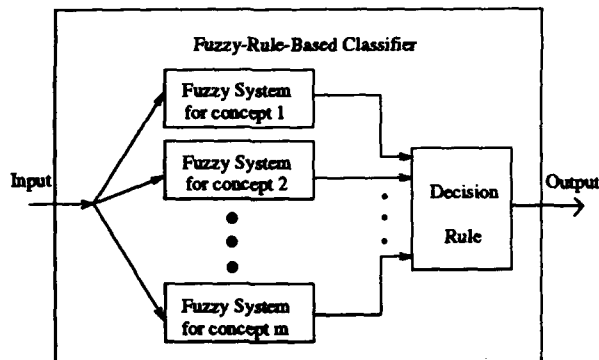 Fuzzy-Rule-Based Classifier
Fuzzy System
for concept 1
Input
Fuzzy System
for concept 2
Decision
Rule
Output
Fuzzy System
for concept m